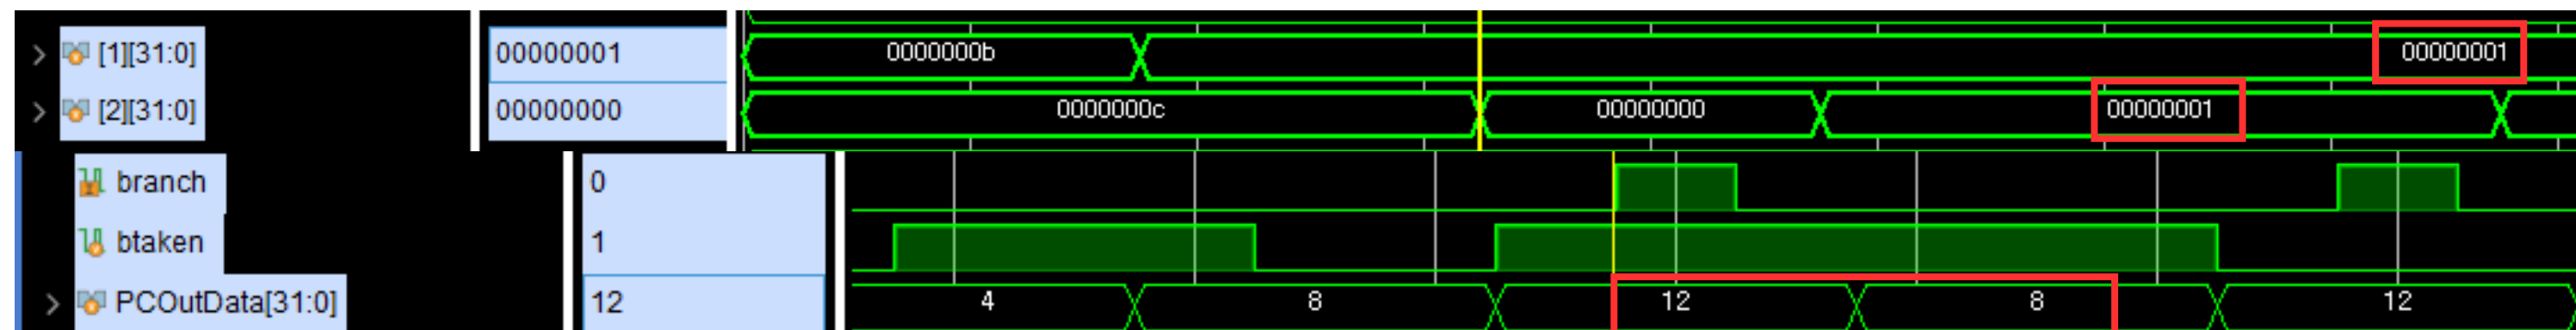 [1][31:0] 00000001 0000000b 00000001
[2][31:0] 00000000 0000000c 00000000 00000001
branch 0
btaken 1
PCOutData[31:0] 12 4 8 12 8 12